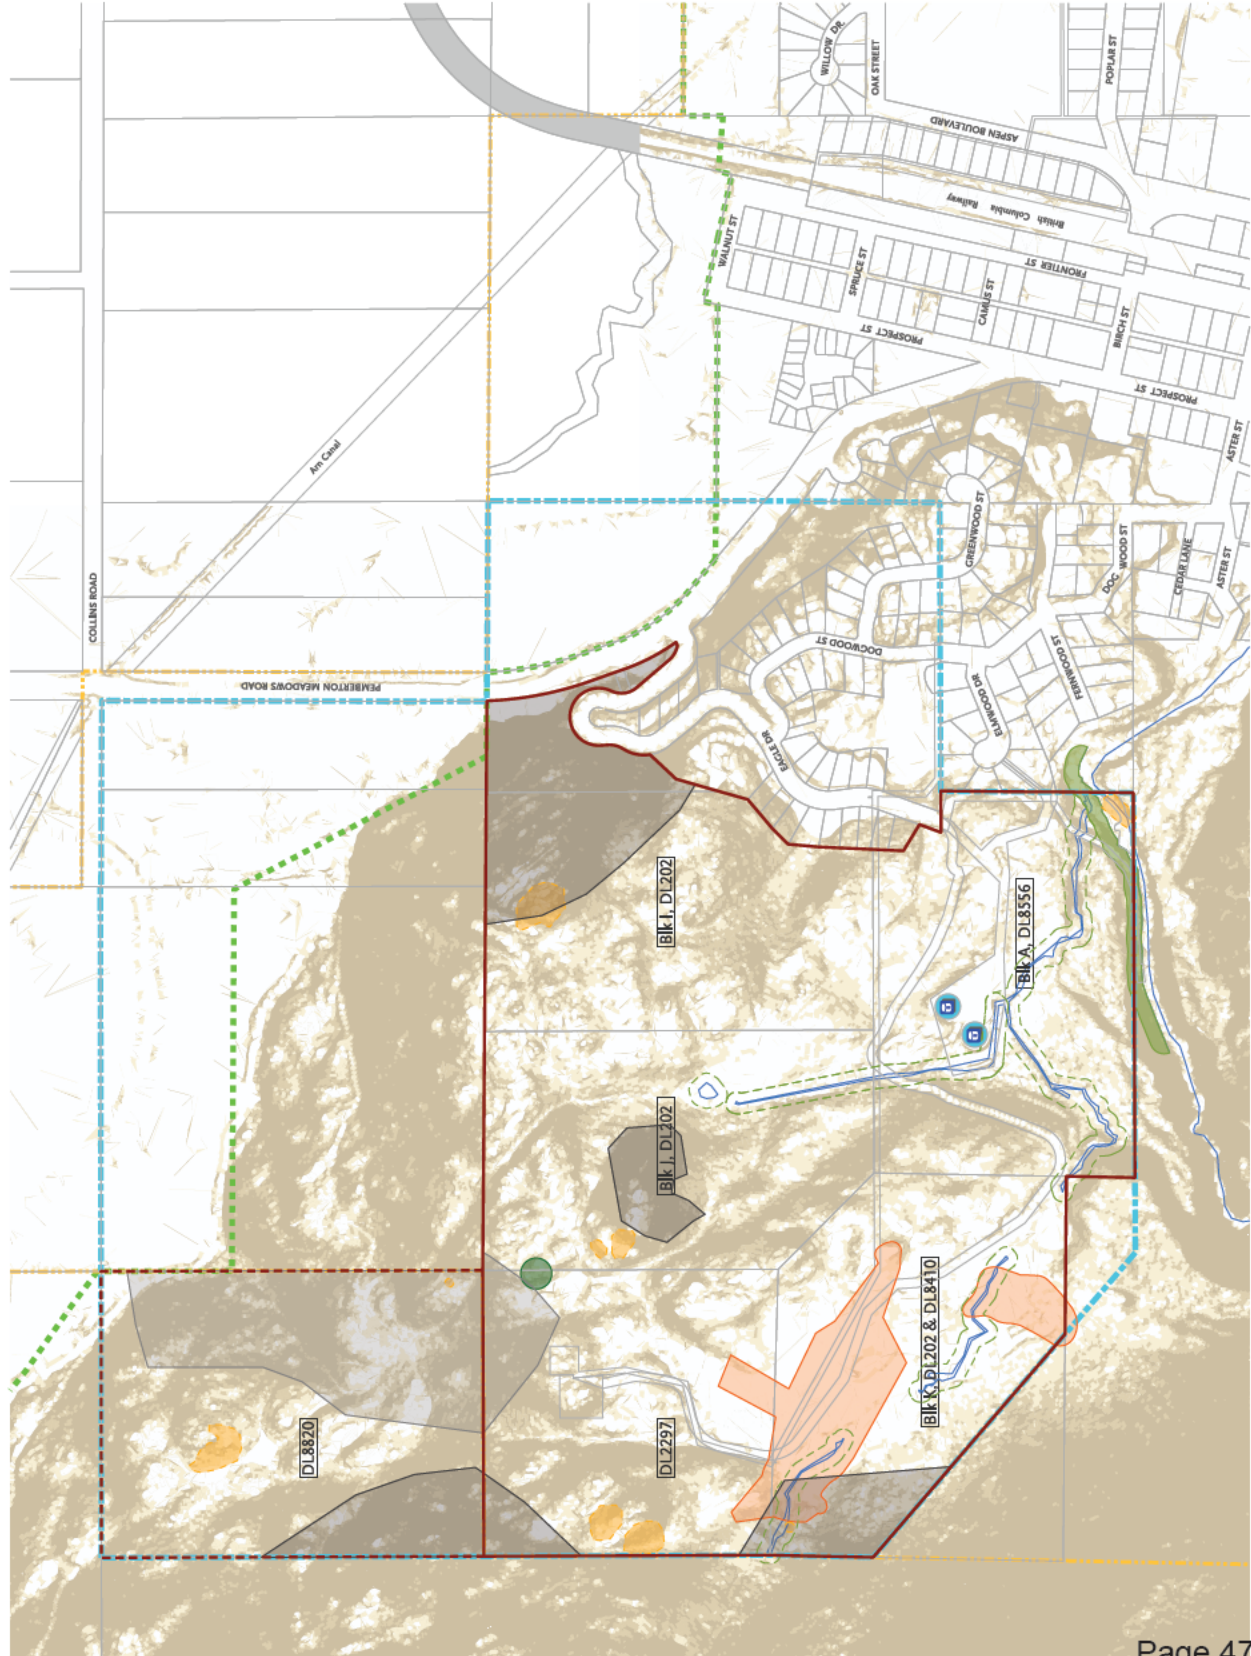 WILLOW DR.
OAK STREET
POPLAR ST
ASPEN BOULEVARD
British Columbia Railway
WALNUT ST
FRONTIER ST
SPRUCE ST
CAMUS ST
PROSPECT ST
BIRCH ST
PROSPECT ST
ASTER ST
Arn Canal
COLLINS ROAD
GREENWOOD ST
DOG WOOD ST
CEDAR LANE
ASTER ST
DOGWOOD ST
FERNWOOD ST
PEMBERTON MEADOWS ROAD
ELMWOOD DR
EAGLE DR
Blk I, DL202
Blk A, DL8556
Blk J, DL202
Blk K, DL202 & DL8410
DL8820
DL2297
Page 47